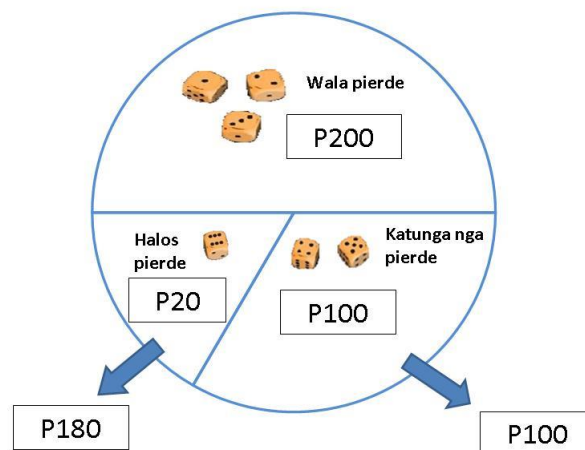 Wala pierde
P200
Halos
pierde
P20
Katunga nga
pierde
P100
P180
P100